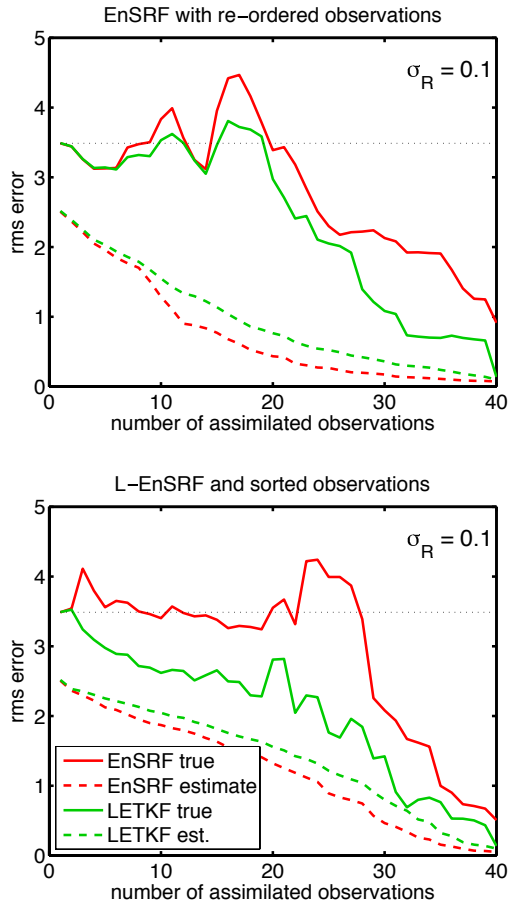 EnSRF with re−ordered observations
5
σR = 0.1
4
3
2
1
0
rms error
0 10 20 30 40
number of assimilated observations
L−EnSRF and sorted observations
5
σR = 0.1
4
3
2
1
0
rms error
EnSRF true
EnSRF estimate
LETKF true
LETKF est.
0 10 20 30 40
number of assimilated observations